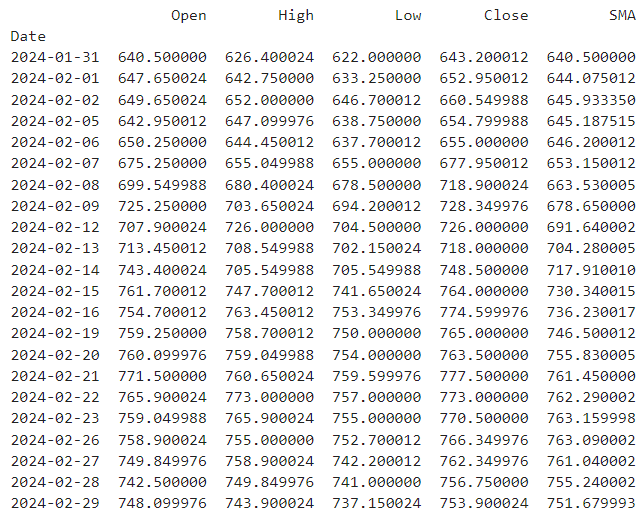 Open High Low Close SMA
Date
2024-01-31 640.500000 626.400024 622.000000 643.200012 640.500000
2024-02-01 647.650024 642.750000 633.250000 652.950012 644.075012
2024-02-02 649.650024 652.000000 646.700012 660.549988 645.933350
2024-02-05 642.950012 647.099976 638.750000 654.799988 645.187515
2024-02-06 650.250000 644.450012 637.700012 655.000000 646.200012
2024-02-07 675.250000 655.049988 655.000000 677.950012 653.150012
2024-02-08 699.549988 680.400024 678.500000 718.900024 663.530005
2024-02-09 725.250000 703.650024 694.200012 728.349976 678.650000
2024-02-12 707.900024 726.000000 704.500000 726.000000 691.640002
2024-02-13 713.450012 708.549988 702.150024 718.000000 704.280005
2024-02-14 743.400024 705.549988 705.549988 748.500000 717.910010
2024-02-15 761.700012 747.700012 741.650024 764.000000 730.340015
2024-02-16 754.700012 763.450012 753.349976 774.599976 736.230017
2024-02-19 759.250000 758.700012 750.000000 765.000000 746.500012
2024-02-20 760.099976 759.049988 754.000000 763.500000 755.830005
2024-02-21 771.500000 760.650024 759.599976 777.500000 761.450000
2024-02-22 765.900024 773.000000 757.000000 773.000000 762.290002
2024-02-23 759.049988 765.900024 755.000000 770.500000 763.159998
2024-02-26 758.900024 755.000000 752.700012 766.349976 763.090002
2024-02-27 749.849976 758.900024 742.200012 762.349976 761.040002
2024-02-28 742.500000 749.849976 741.000000 756.750000 755.240002
2024-02-29 748.099976 743.900024 737.150024 753.900024 751.679993